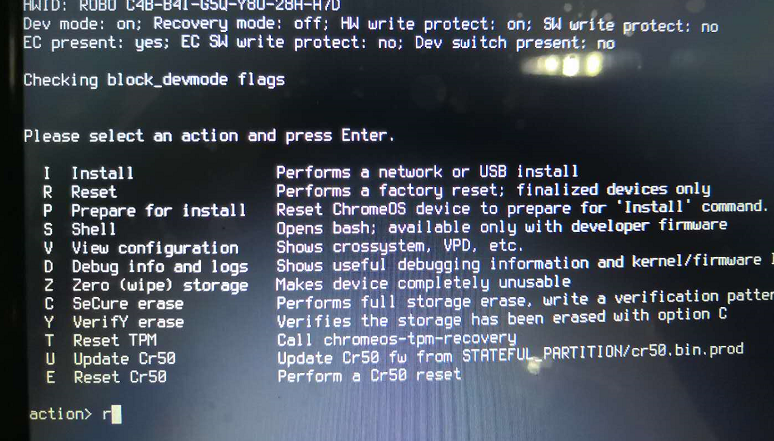 HWID: ROBO C4B-B4I-G5Q-Y8U-28A-A7D
Dev mode: on; Recovery mode: off; HW write protect: on; SW write protect: no
EC present: yes; EC SW write protect: no; Dev switch present: no
Checking block_devmode flags
Please select an action and press Enter.
I Install Performs a network or USB install
R Reset Performs a factory reset; finalized devices only
P Prepare for install Reset ChromeOS device to prepare for 'Install' command.
S Shell Opens bash; available only with developer firmware
V View configuration Shows crossystem, VPD, etc.
D Debug info and logs Shows useful debugging information and kernel/firmware
Z Zero (wipe) storage Makes device completely unusable
C SeCure erase Performs full storage erase, write a verification patter
Y VerifY erase Verifies the storage has been erased with option C
T Reset TPM Call chromeos-tpm-recovery
U Update Cr50 Update Cr50 fw from STATEFUL_PARTITION/cr50.bin.prod
E Reset Cr50 Perform a Cr50 reset
action> r